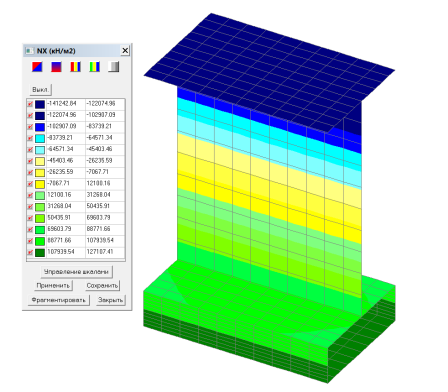 NX (кН/м2)
Выкл.
-141242.84 -122074.96
-122074.96 -102907.09
-102907.09 -83739.21
-83739.21 -64571.34
-64571.34 -45403.46
-45403.46 -26235.59
-26235.59 -7067.71
-7067.71 12100.16
12100.16 31268.04
31268.04 50435.91
50435.91 69603.79
69603.79 88771.66
88771.66 107939.54
107939.54 127107.41
Управление шкалами
Применить Сохранить
Фрагментировать Закрыть